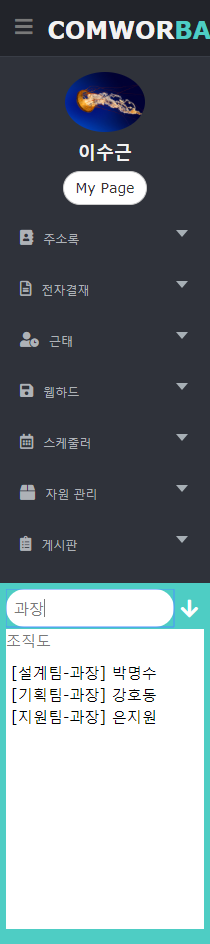 COMWORBA
이수근
My Page
주소록
전자결재
근태
웹하드
스케줄러
자원 관리
게시판
과장
조직도
[설계팀-과장] 박명수
[기획팀-과장] 강호동
[지원팀-과장] 은지원